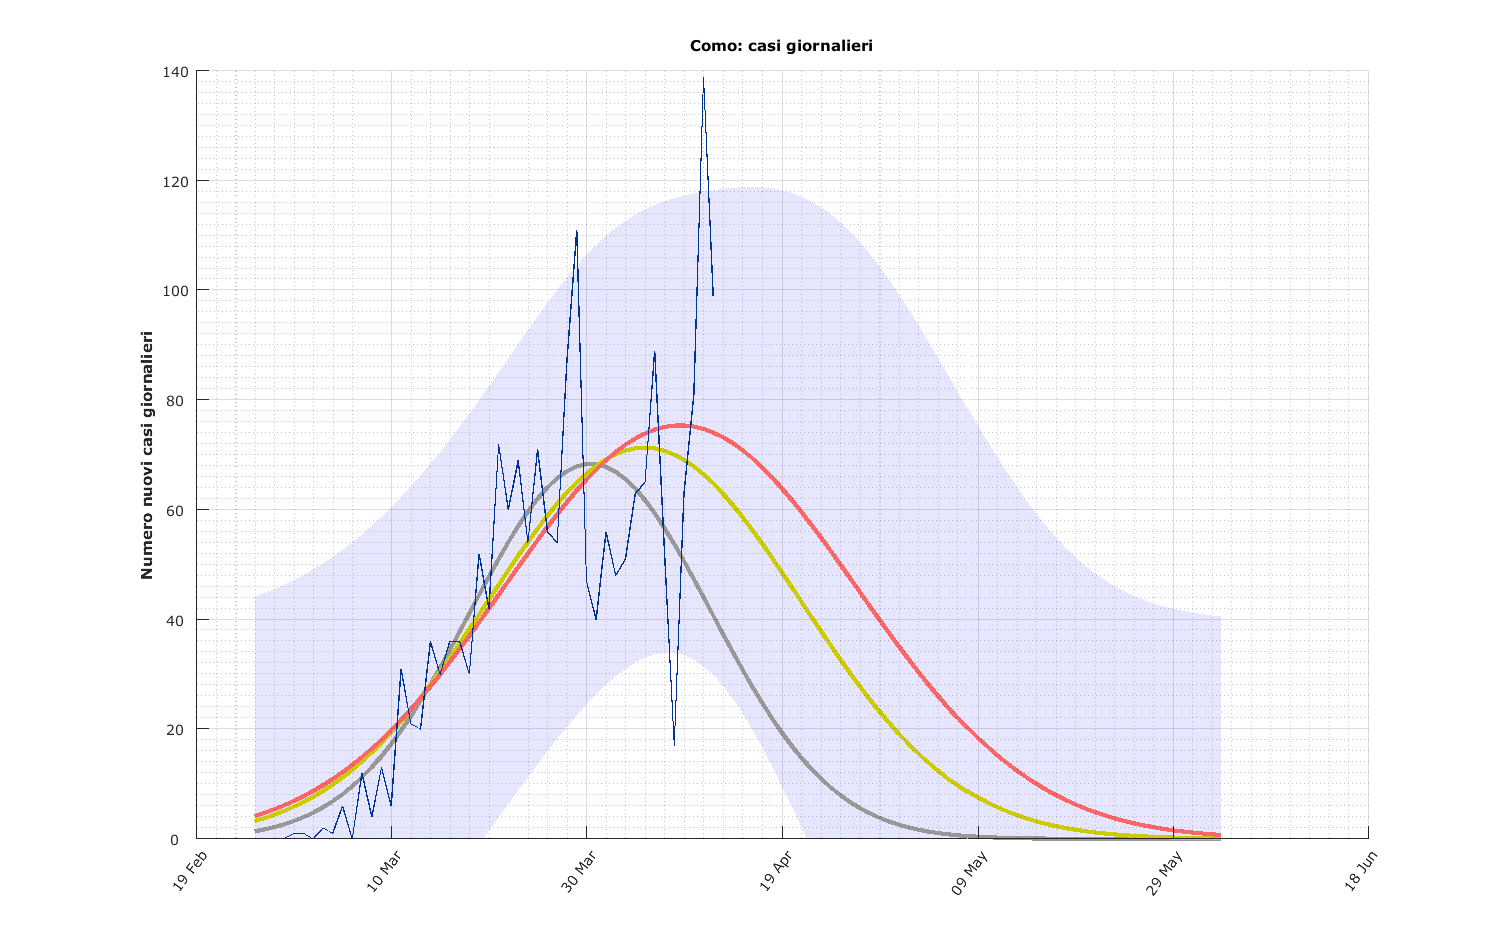 Como: casi giornalieri
Numero nuovi casi giornalieri
140
120
100
80
60
40
20
0
19 Feb
10 Mar
30 Mar
19 Apr
09 May
29 May
18 Jun